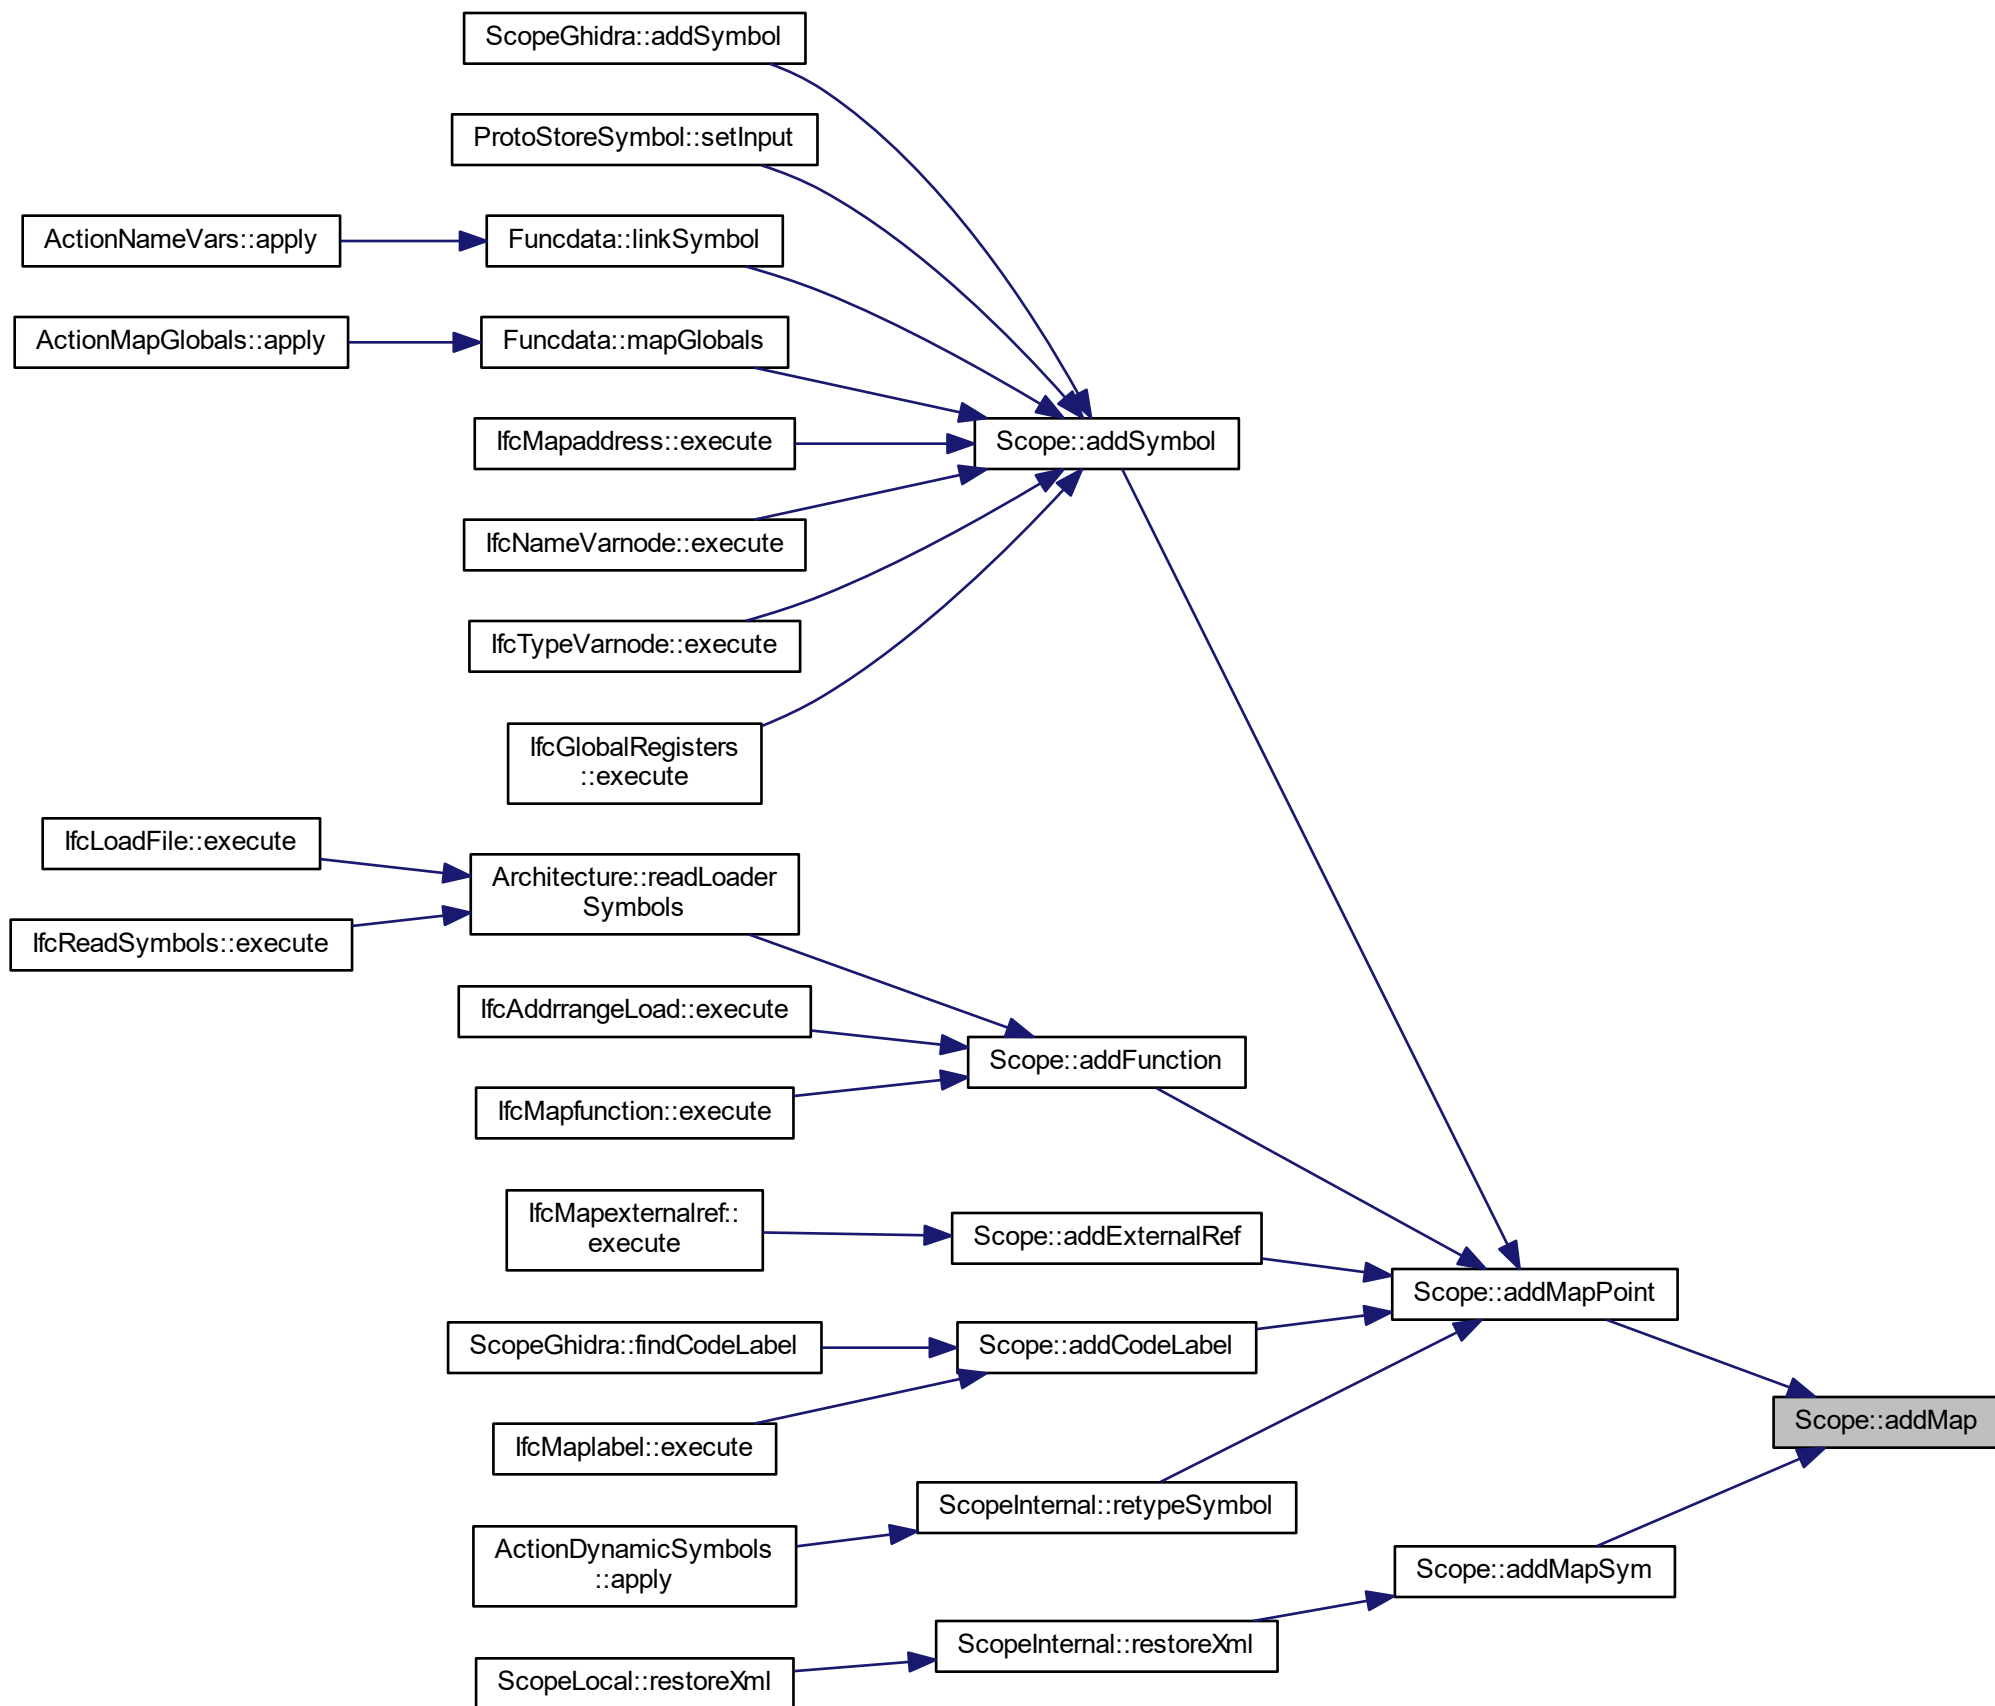 ScopeGhidra::addSymbol
ProtoStoreSymbol::setInput
ActionNameVars::apply
Funcdata::linkSymbol
ActionMapGlobals::apply
Funcdata::mapGlobals
IfcMapaddress::execute
Scope::addSymbol
IfcNameVarnode::execute
IfcTypeVarnode::execute
IfcGlobalRegisters
::execute
IfcLoadFile::execute
Architecture::readLoader
Symbols
IfcReadSymbols::execute
IfcAddrrangeLoad::execute
Scope::addFunction
IfcMapfunction::execute
IfcMapexternalref::
execute
Scope::addExternalRef
Scope::addMapPoint
ScopeGhidra::findCodeLabel
Scope::addCodeLabel
Scope::addMap
IfcMaplabel::execute
ScopeInternal::retypeSymbol
ActionDynamicSymbols
::apply
Scope::addMapSym
ScopeInternal::restoreXml
ScopeLocal::restoreXml